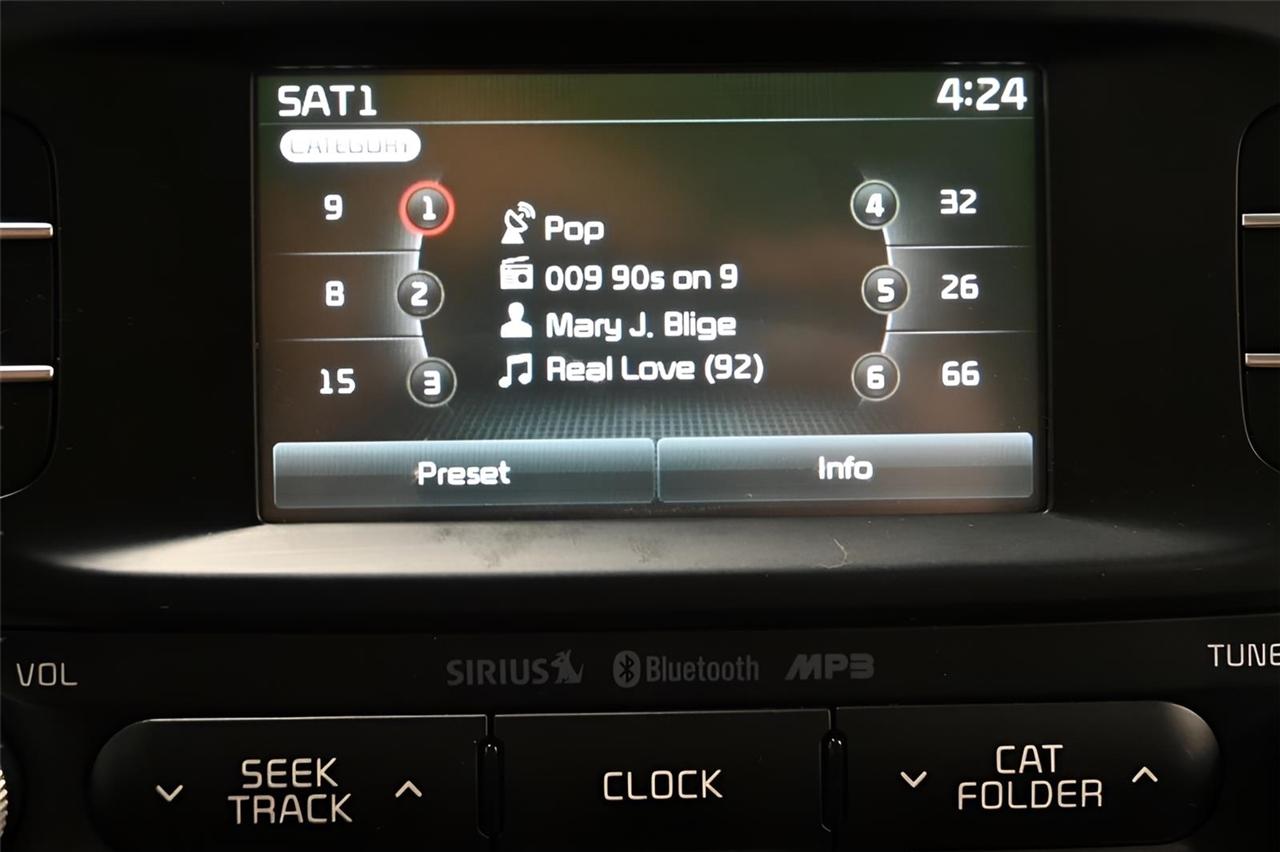 SAT1 4:24
CATEGORY
9 1 4 32
Pop
009 90s on 9
8 2 5 26
Mary J. Blige
Real Love (92)
15 3 6 66
Preset Info
VOL SIRIUS Bluetooth MP3 TUNE
SEEK TRACK
CLOCK
CAT FOLDER